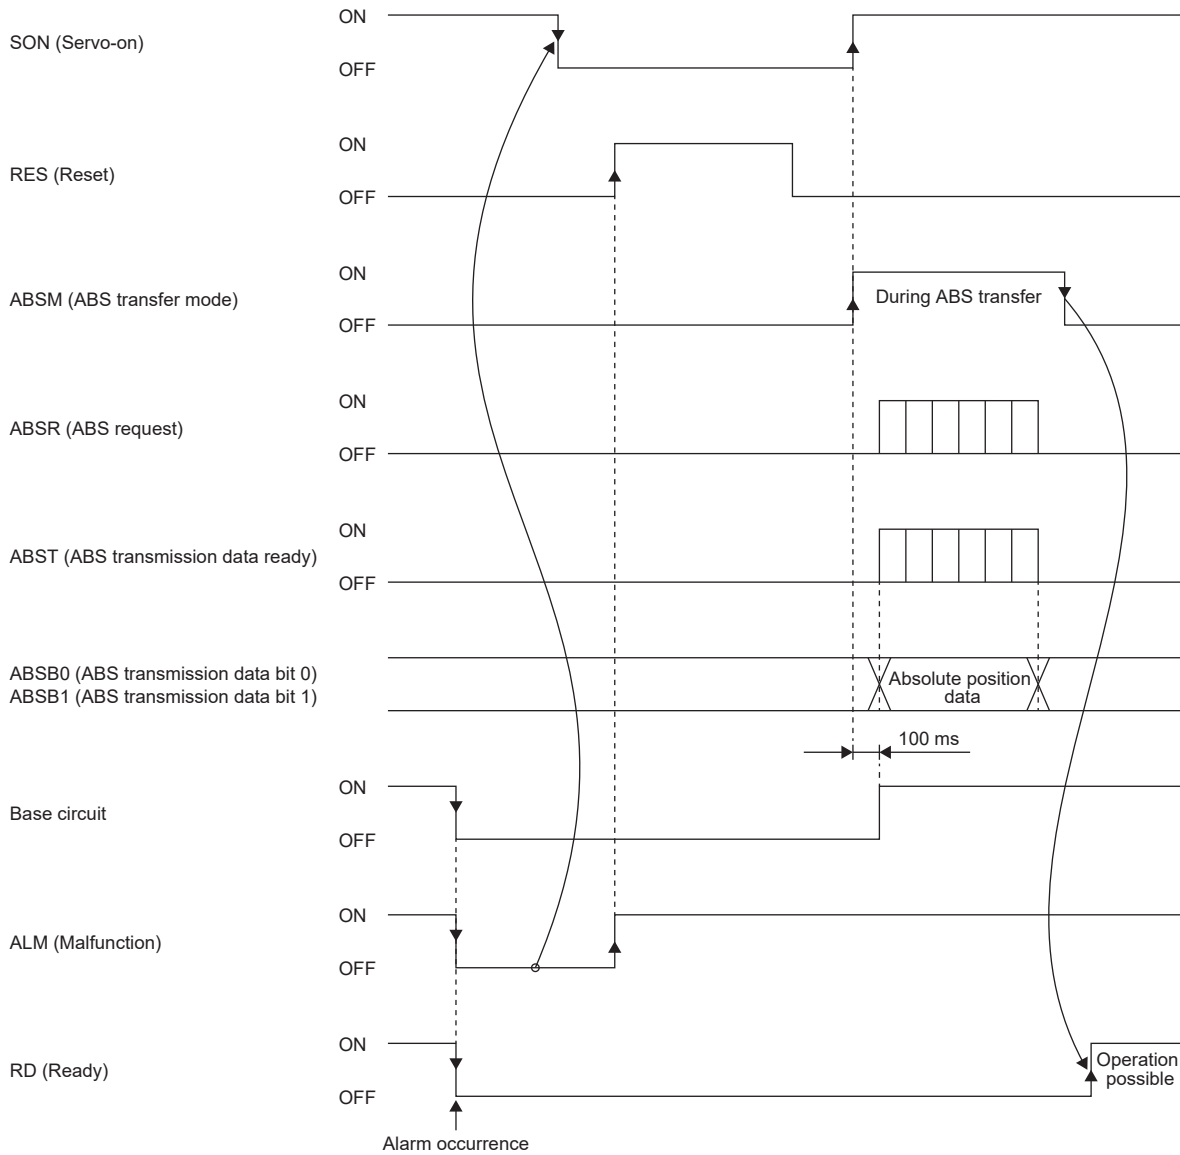 ON
SON (Servo-on)
OFF
ON
RES (Reset)
OFF
ON
ABSM (ABS transfer mode)
During ABS transfer
OFF
ON
ABSR (ABS request)
OFF
ON
ABST (ABS transmission data ready)
OFF
ABSB0 (ABS transmission data bit 0)
ABSB1 (ABS transmission data bit 1)
Absolute position
data
100 ms
ON
Base circuit
OFF
ON
ALM (Malfunction)
OFF
ON
RD (Ready)
Operation
possible
OFF
Alarm occurrence